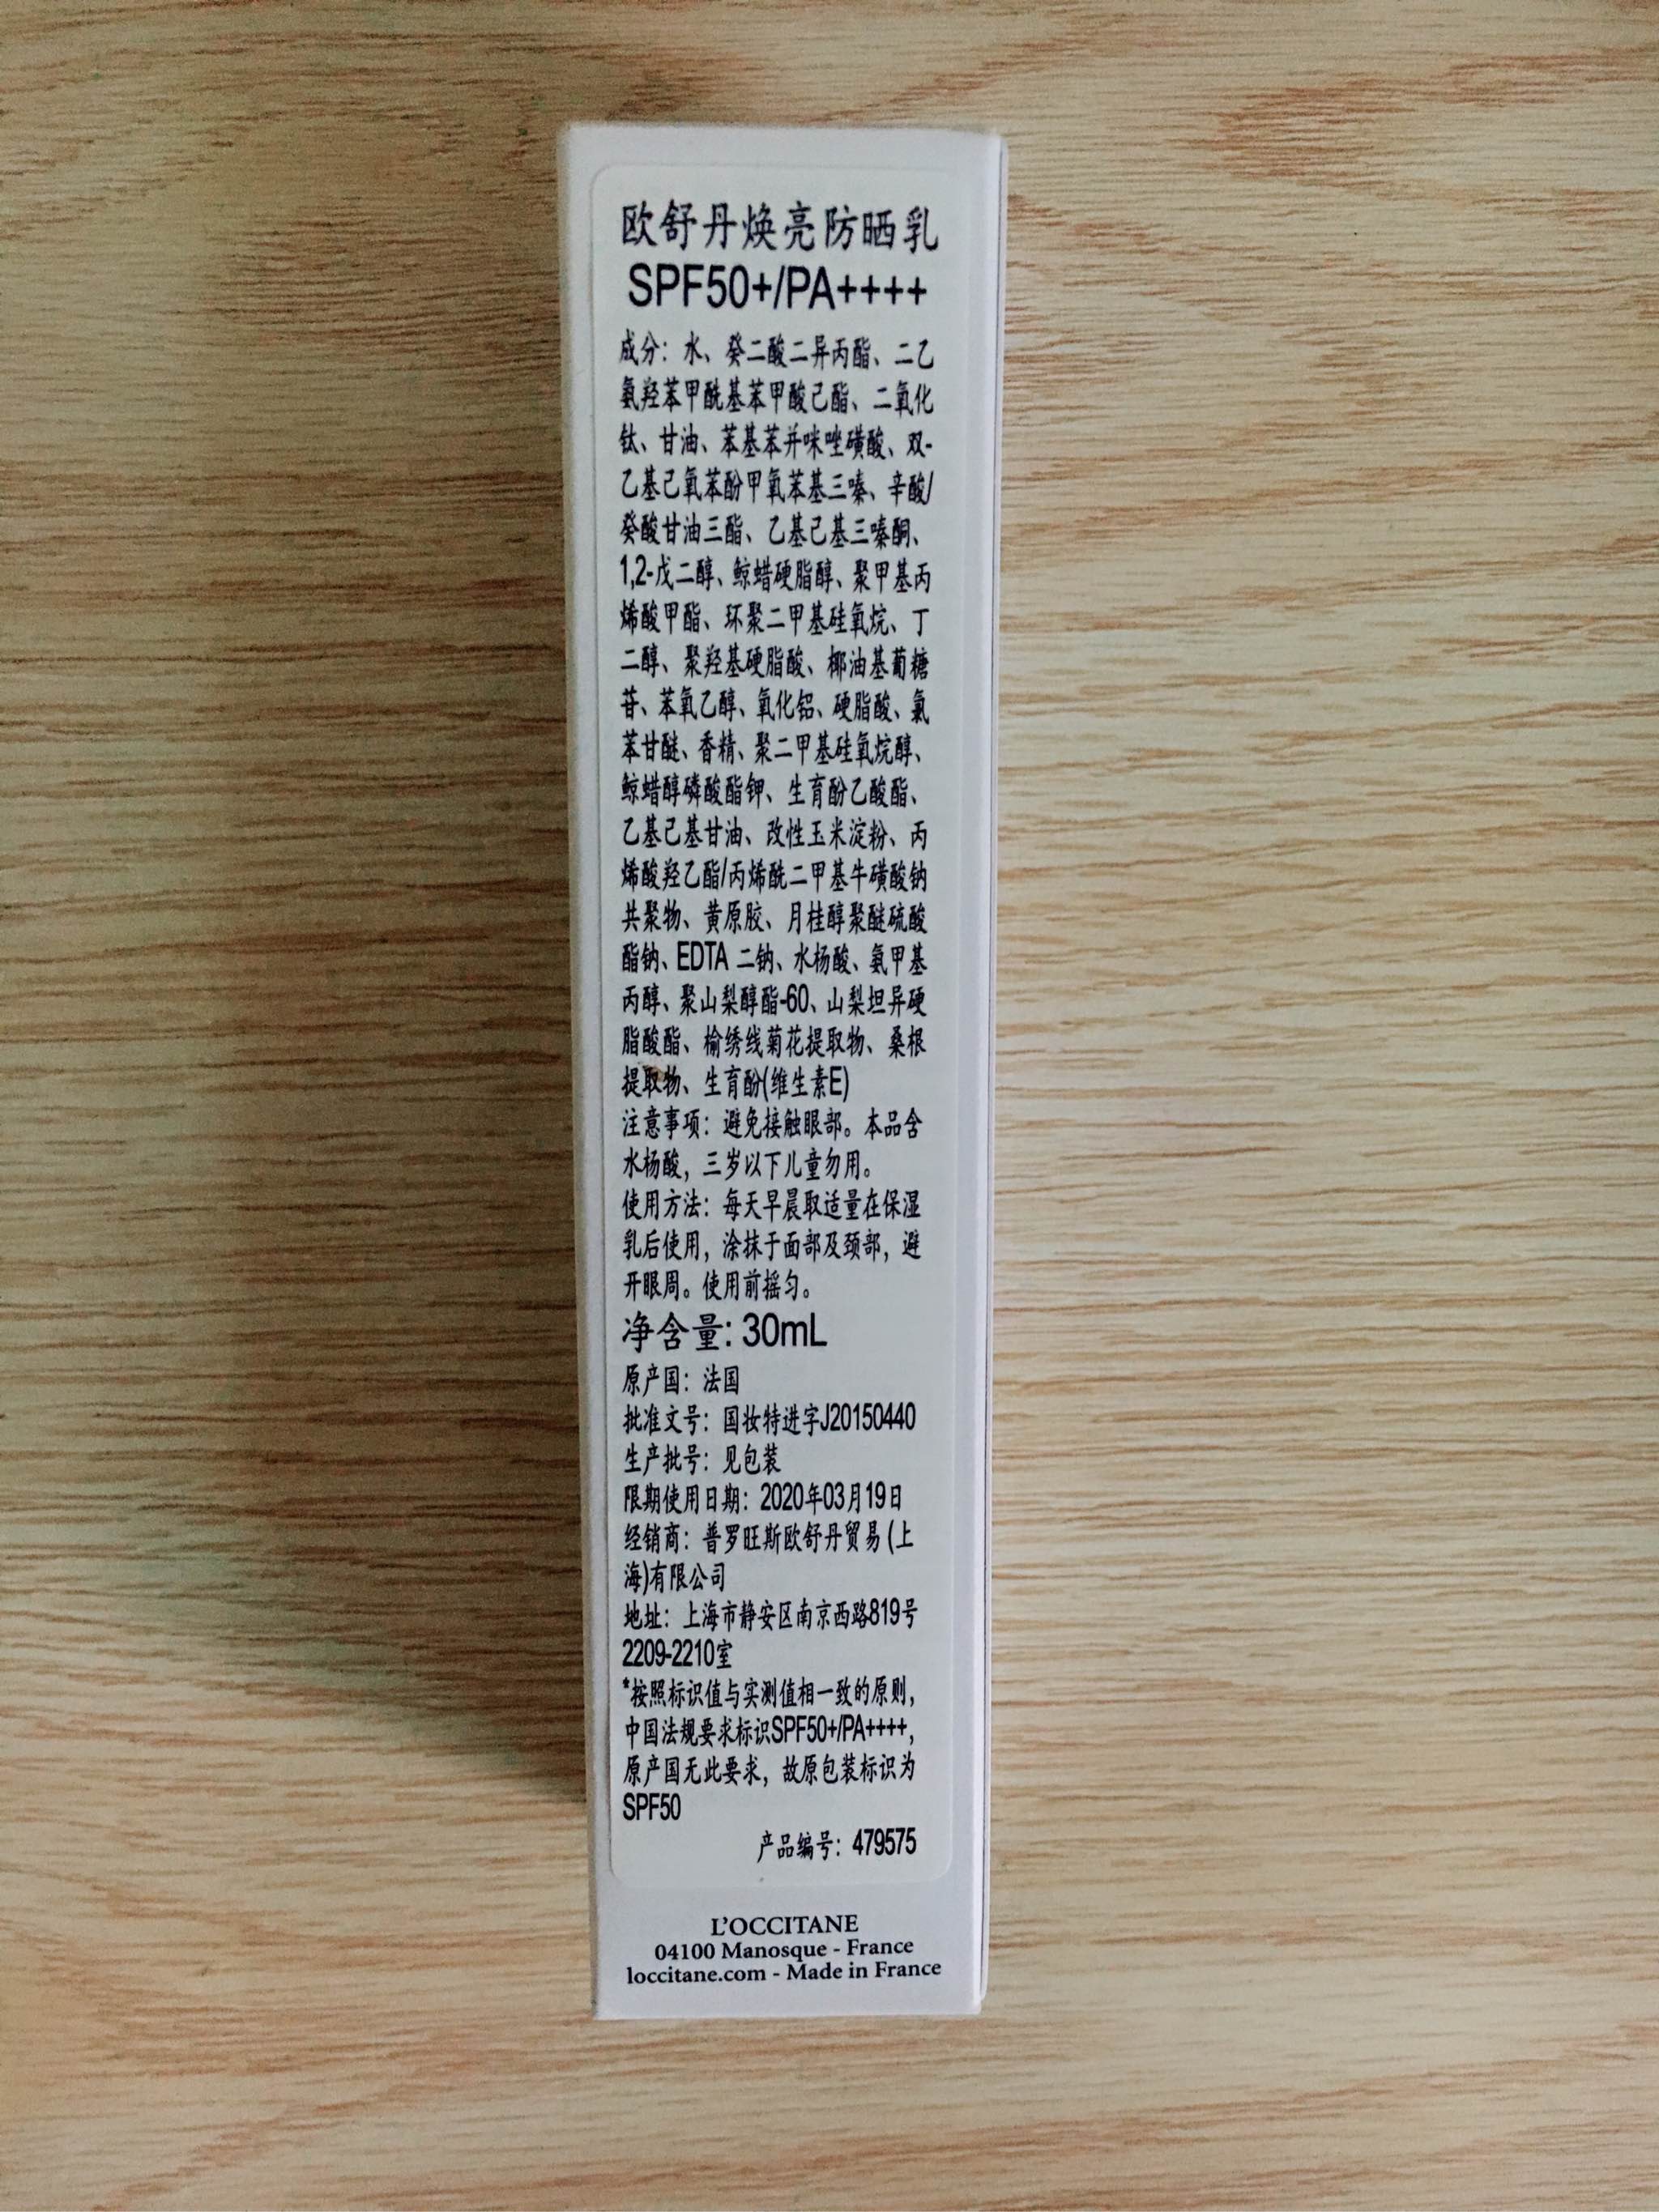 欧舒丹焕亮防晒乳
SPF50+/PA++++
成分：水、癸二酸二异丙酯、二乙
氨羟苯甲酰基苯甲酸己酯、二氧化
钛、甘油、苯基苯并咪唑磺酸、双-
乙基己氧苯酚甲氧苯基三嗪、辛酸/
癸酸甘油三酯、乙基己基三嗪酮、
1,2-戊二醇、鲸蜡硬脂醇、聚甲基丙
烯酸甲酯、环聚二甲基硅氧烷、丁
二醇、聚羟基硬脂酸、椰油基葡糖
苷、苯氧乙醇、氧化铝、硬脂酸、氯
苯甘醚、香精、聚二甲基硅氧烷醇、
鲸蜡醇磷酸酯钾、生育酚乙酸酯、
乙基己基甘油、改性玉米淀粉、丙
烯酸羟乙酯/丙烯酰二甲基牛磺酸钠
共聚物、黄原胶、月桂醇聚醚硫酸
酯钠、EDTA 二钠、水杨酸、氨甲基
丙醇、聚山梨醇酯-60、山梨坦异硬
脂酸酯、榆绣线菊花提取物、桑根
提取物、生育酚(维生素E)
注意事项：避免接触眼部。本品含
水杨酸，三岁以下儿童勿用。
使用方法：每天早晨取适量在保湿
乳后使用，涂抹于面部及颈部，避
开眼周。使用前摇匀。
净含量：30mL
原产国：法国
批准文号：国妆特进字J20150440
生产批号：见包装
限期使用日期：2020年03月19日
经销商：普罗旺斯欧舒丹贸易(上
海)有限公司
地址：上海市静安区南京西路819号
2209-2210室
*按照标识值与实测值相一致的原则，
中国法规要求标识SPF50+/PA++++，
原产国无此要求，故原包装标识为
SPF50
产品编号：479575
L'OCCITANE
04100 Manosque - France
loccitane.com - Made in France